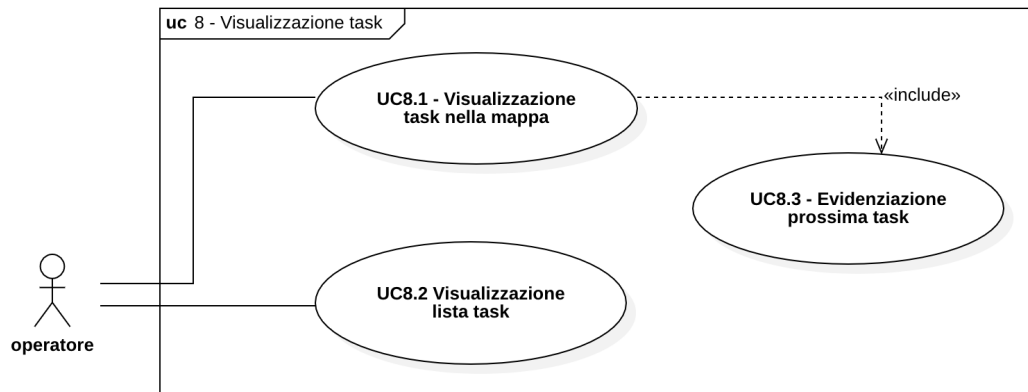 uc 8 - Visualizzazione task
UC8.1 - Visualizzazione
task nella mappa
«include»
UC8.3 - Evidenziazione
prossima task
UC8.2 Visualizzazione
lista task
operatore